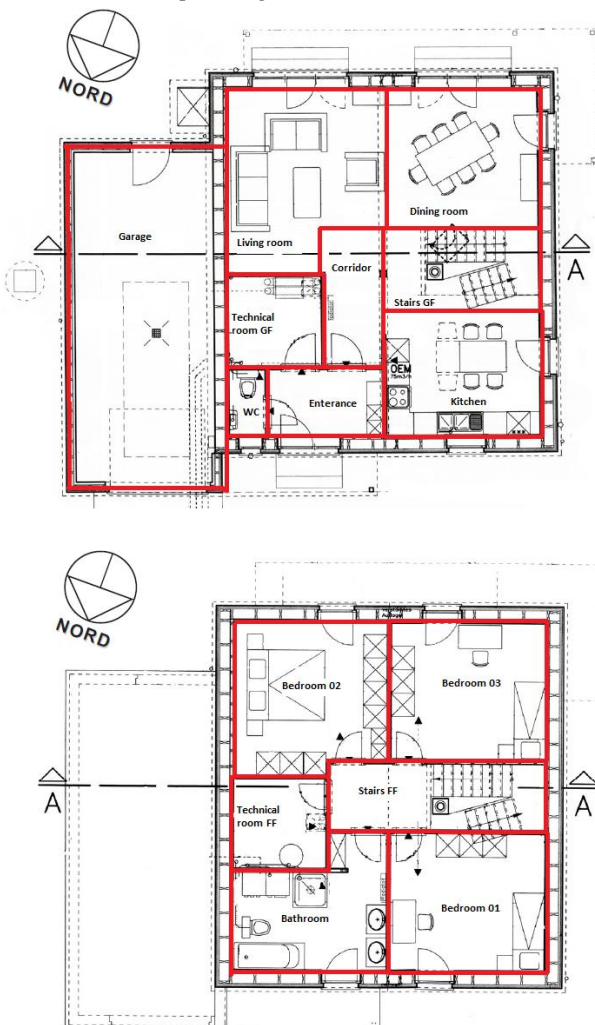 NORD
Garage
Living room
Dining room
Corridor
A
Stairs GF
Technical
room GF
OEM
75m3/h
WC
Enterance
Kitchen
NORD
Bedroom 02
Bedroom 03
A
Stairs FF
A
Technical
room FF
Bathroom
Bedroom 01